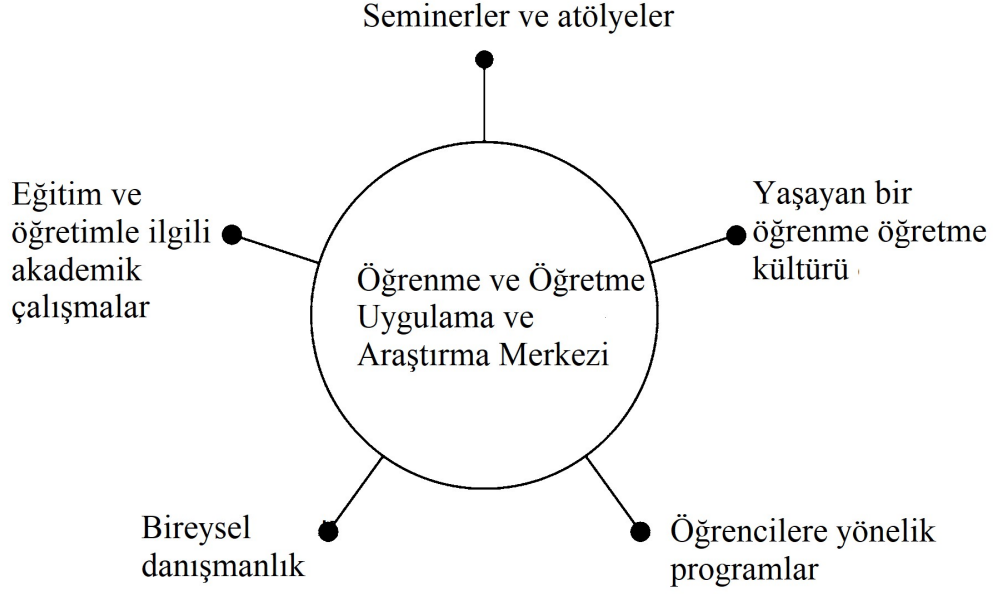 Seminerler ve atölyeler
Eğitim ve
öğretimle ilgili
akademik
çalışmalar
Yaşayan bir
öğrenme öğretme
kültürü
Öğrenme ve Öğretme
Uygulama ve
Araştırma Merkezi
Bireysel
danışmanlık
Öğrencilere yönelik
programlar